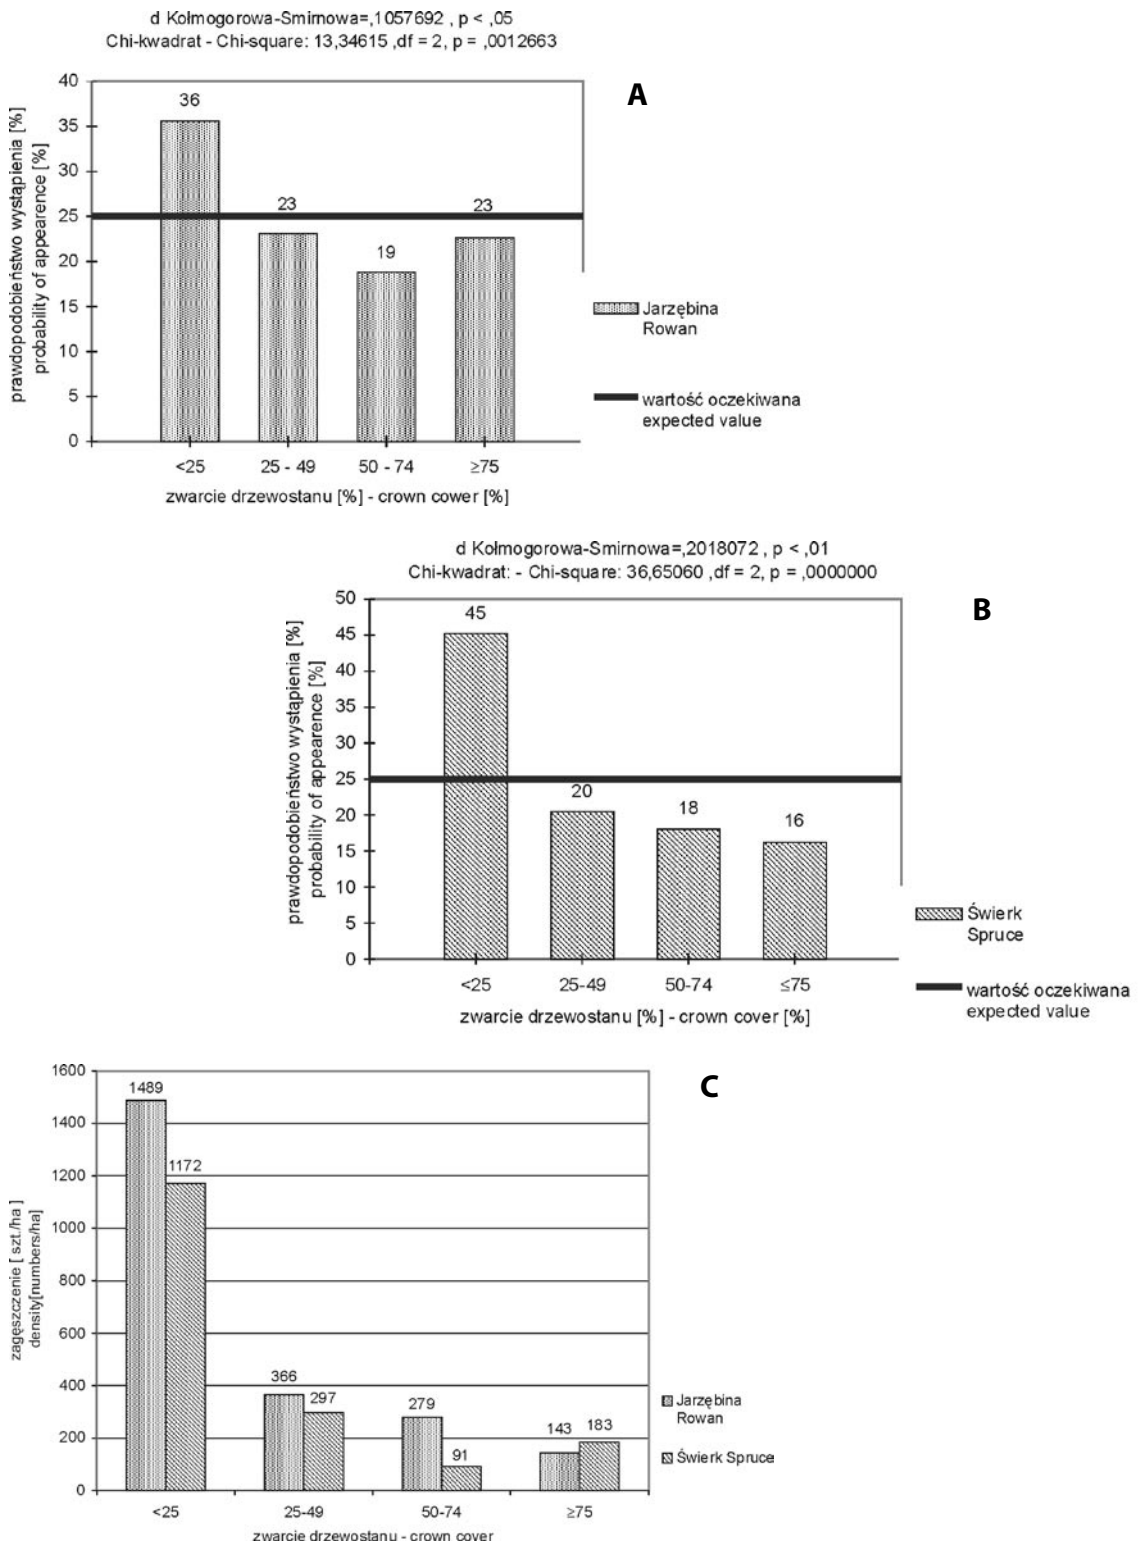 d Kołmogorowa-Smirnowa=,1057692 , p < ,05
Chi-kwadrat - Chi-square: 13,34615 ,df = 2, p = ,0012663
A
prawdopodobieństwo wystąpienia [%]
probability of appearence [%]
40
35
30
25
20
15
10
5
0
36
23
19
23
<25
25 - 49
50 - 74
≥75
zwarcie drzewostanu [%] - crown cower [%]
Jarzębina
Rowan
wartość oczekiwana
expected value
d Kołmogorowa-Smirnowa=,2018072 , p < ,01
Chi-kwadrat: - Chi-square: 36,65060 ,df = 2, p = ,0000000
B
prawdopodobieństwo wystąpienia [%]
probability of appearence [%]
50
45
40
35
30
25
20
15
10
5
0
45
20
18
16
<25
25-49
50-74
≤75
zwarcie drzewostanu [%] - crown cover [%]
Świerk
Spruce
wartość oczekiwana
expected value
C
zagęszczenie [ szt./ha ]
density[numbers/ha]
1600
1400
1200
1000
800
600
400
200
0
1489
1172
366
297
279
91
143
183
<25
25-49
50-74
≥75
zwarcie drzewostanu - crown cover
Jarzębina
Rowan
Świerk Spruce